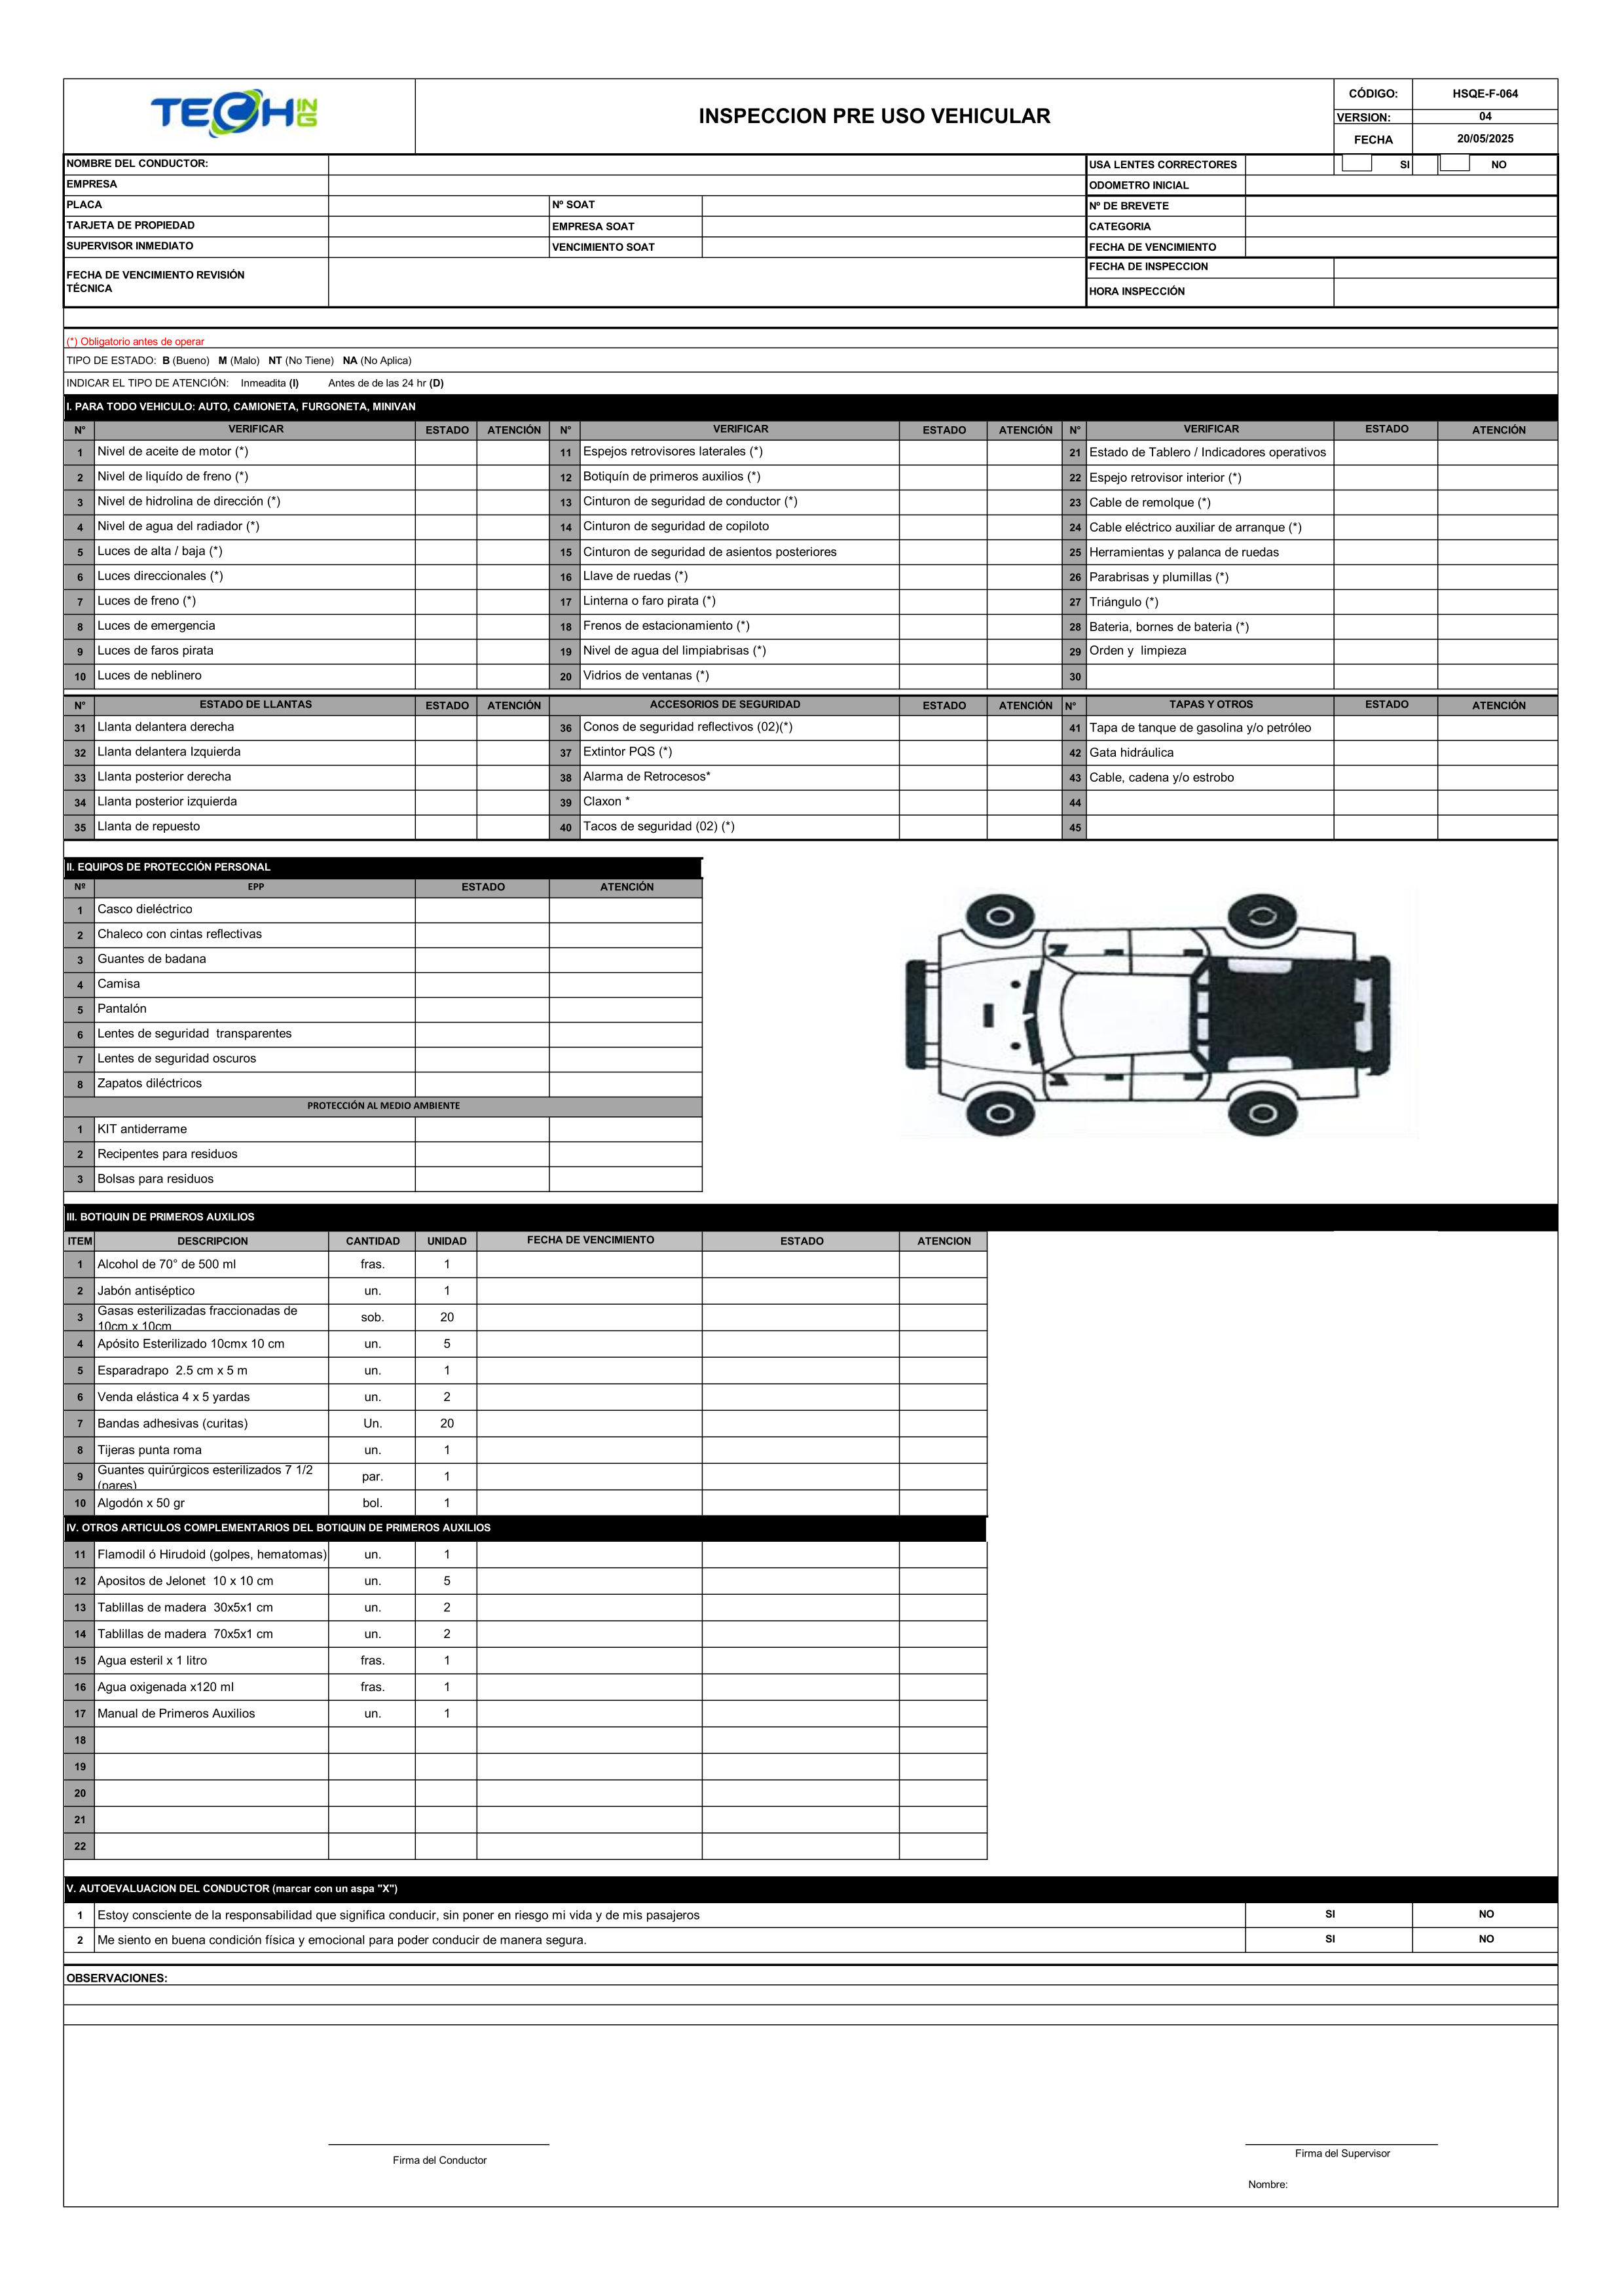 TECHING
INSPECCION PRE USO VEHICULAR
CÓDIGO: HSQE-F-064
VERSION: 04
FECHA 20/05/2025
NOMBRE DEL CONDUCTOR: USA LENTES CORRECTORES SI NO
EMPRESA ODOMETRO INICIAL
PLACA Nº SOAT Nº DE BREVETE
TARJETA DE PROPIEDAD EMPRESA SOAT CATEGORIA
SUPERVISOR INMEDIATO VENCIMIENTO SOAT FECHA DE VENCIMIENTO
FECHA DE VENCIMIENTO REVISIÓN
TÉCNICA
FECHA DE INSPECCION
HORA INSPECCIÓN
(*) Obligatorio antes de operar
TIPO DE ESTADO: B (Bueno) M (Malo) NT (No Tiene) NA (No Aplica)
INDICAR EL TIPO DE ATENCIÓN: Inmeadita (I) Antes de de las 24 hr (D)
I. PARA TODO VEHICULO: AUTO, CAMIONETA, FURGONETA, MINIVAN
N° VERIFICAR ESTADO ATENCIÓN N° VERIFICAR ESTADO ATENCIÓN N° VERIFICAR ESTADO ATENCIÓN
1 Nivel de aceite de motor (*) 11 Espejos retrovisores laterales (*) 21 Estado de Tablero / Indicadores operativos
2 Nivel de liquído de freno (*) 12 Botiquín de primeros auxilios (*) 22 Espejo retrovisor interior (*)
3 Nivel de hidrolina de dirección (*) 13 Cinturon de seguridad de conductor (*) 23 Cable de remolque (*)
4 Nivel de agua del radiador (*) 14 Cinturon de seguridad de copiloto 24 Cable eléctrico auxiliar de arranque (*)
5 Luces de alta / baja (*) 15 Cinturon de seguridad de asientos posteriores 25 Herramientas y palanca de ruedas
6 Luces direccionales (*) 16 Llave de ruedas (*) 26 Parabrisas y plumillas (*)
7 Luces de freno (*) 17 Linterna o faro pirata (*) 27 Triángulo (*)
8 Luces de emergencia 18 Frenos de estacionamiento (*) 28 Bateria, bornes de bateria (*)
9 Luces de faros pirata 19 Nivel de agua del limpiabrisas (*) 29 Orden y limpieza
10 Luces de neblinero 20 Vidrios de ventanas (*) 30
N° ESTADO DE LLANTAS ESTADO ATENCIÓN ACCESORIOS DE SEGURIDAD ESTADO ATENCIÓN N° TAPAS Y OTROS ESTADO ATENCIÓN
31 Llanta delantera derecha 36 Conos de seguridad reflectivos (02)(*) 41 Tapa de tanque de gasolina y/o petróleo
32 Llanta delantera Izquierda 37 Extintor PQS (*) 42 Gata hidráulica
33 Llanta posterior derecha 38 Alarma de Retrocesos* 43 Cable, cadena y/o estrobo
34 Llanta posterior izquierda 39 Claxon * 44
35 Llanta de repuesto 40 Tacos de seguridad (02) (*) 45
II. EQUIPOS DE PROTECCIÓN PERSONAL
Nº EPP ESTADO ATENCIÓN
1 Casco dieléctrico
2 Chaleco con cintas reflectivas
3 Guantes de badana
4 Camisa
5 Pantalón
6 Lentes de seguridad transparentes
7 Lentes de seguridad oscuros
8 Zapatos diléctricos
PROTECCIÓN AL MEDIO AMBIENTE
1 KIT antiderrame
2 Recipentes para residuos
3 Bolsas para residuos
III. BOTIQUIN DE PRIMEROS AUXILIOS
ITEM DESCRIPCION CANTIDAD UNIDAD FECHA DE VENCIMIENTO ESTADO ATENCION
1 Alcohol de 70° de 500 ml fras. 1
2 Jabón antiséptico un. 1
3 Gasas esterilizadas fraccionadas de
10cm x 10cm sob. 20
4 Apósito Esterilizado 10cmx 10 cm un. 5
5 Esparadrapo 2.5 cm x 5 m un. 1
6 Venda elástica 4 x 5 yardas un. 2
7 Bandas adhesivas (curitas) Un. 20
8 Tijeras punta roma un. 1
9 Guantes quirúrgicos esterilizados 7 1/2
(pares) par. 1
10 Algodón x 50 gr bol. 1
IV. OTROS ARTICULOS COMPLEMENTARIOS DEL BOTIQUIN DE PRIMEROS AUXILIOS
11 Flamodil ó Hirudoid (golpes, hematomas) un. 1
12 Apositos de Jelonet 10 x 10 cm un. 5
13 Tablillas de madera 30x5x1 cm un. 2
14 Tablillas de madera 70x5x1 cm un. 2
15 Agua esteril x 1 litro fras. 1
16 Agua oxigenada x120 ml fras. 1
17 Manual de Primeros Auxilios un. 1
18
19
20
21
22
V. AUTOEVALUACION DEL CONDUCTOR (marcar con un aspa "X")
1 Estoy consciente de la responsabilidad que significa conducir, sin poner en riesgo mi vida y de mis pasajeros SI NO
2 Me siento en buena condición física y emocional para poder conducir de manera segura. SI NO
OBSERVACIONES:
Firma del Conductor
Firma del Supervisor
Nombre: